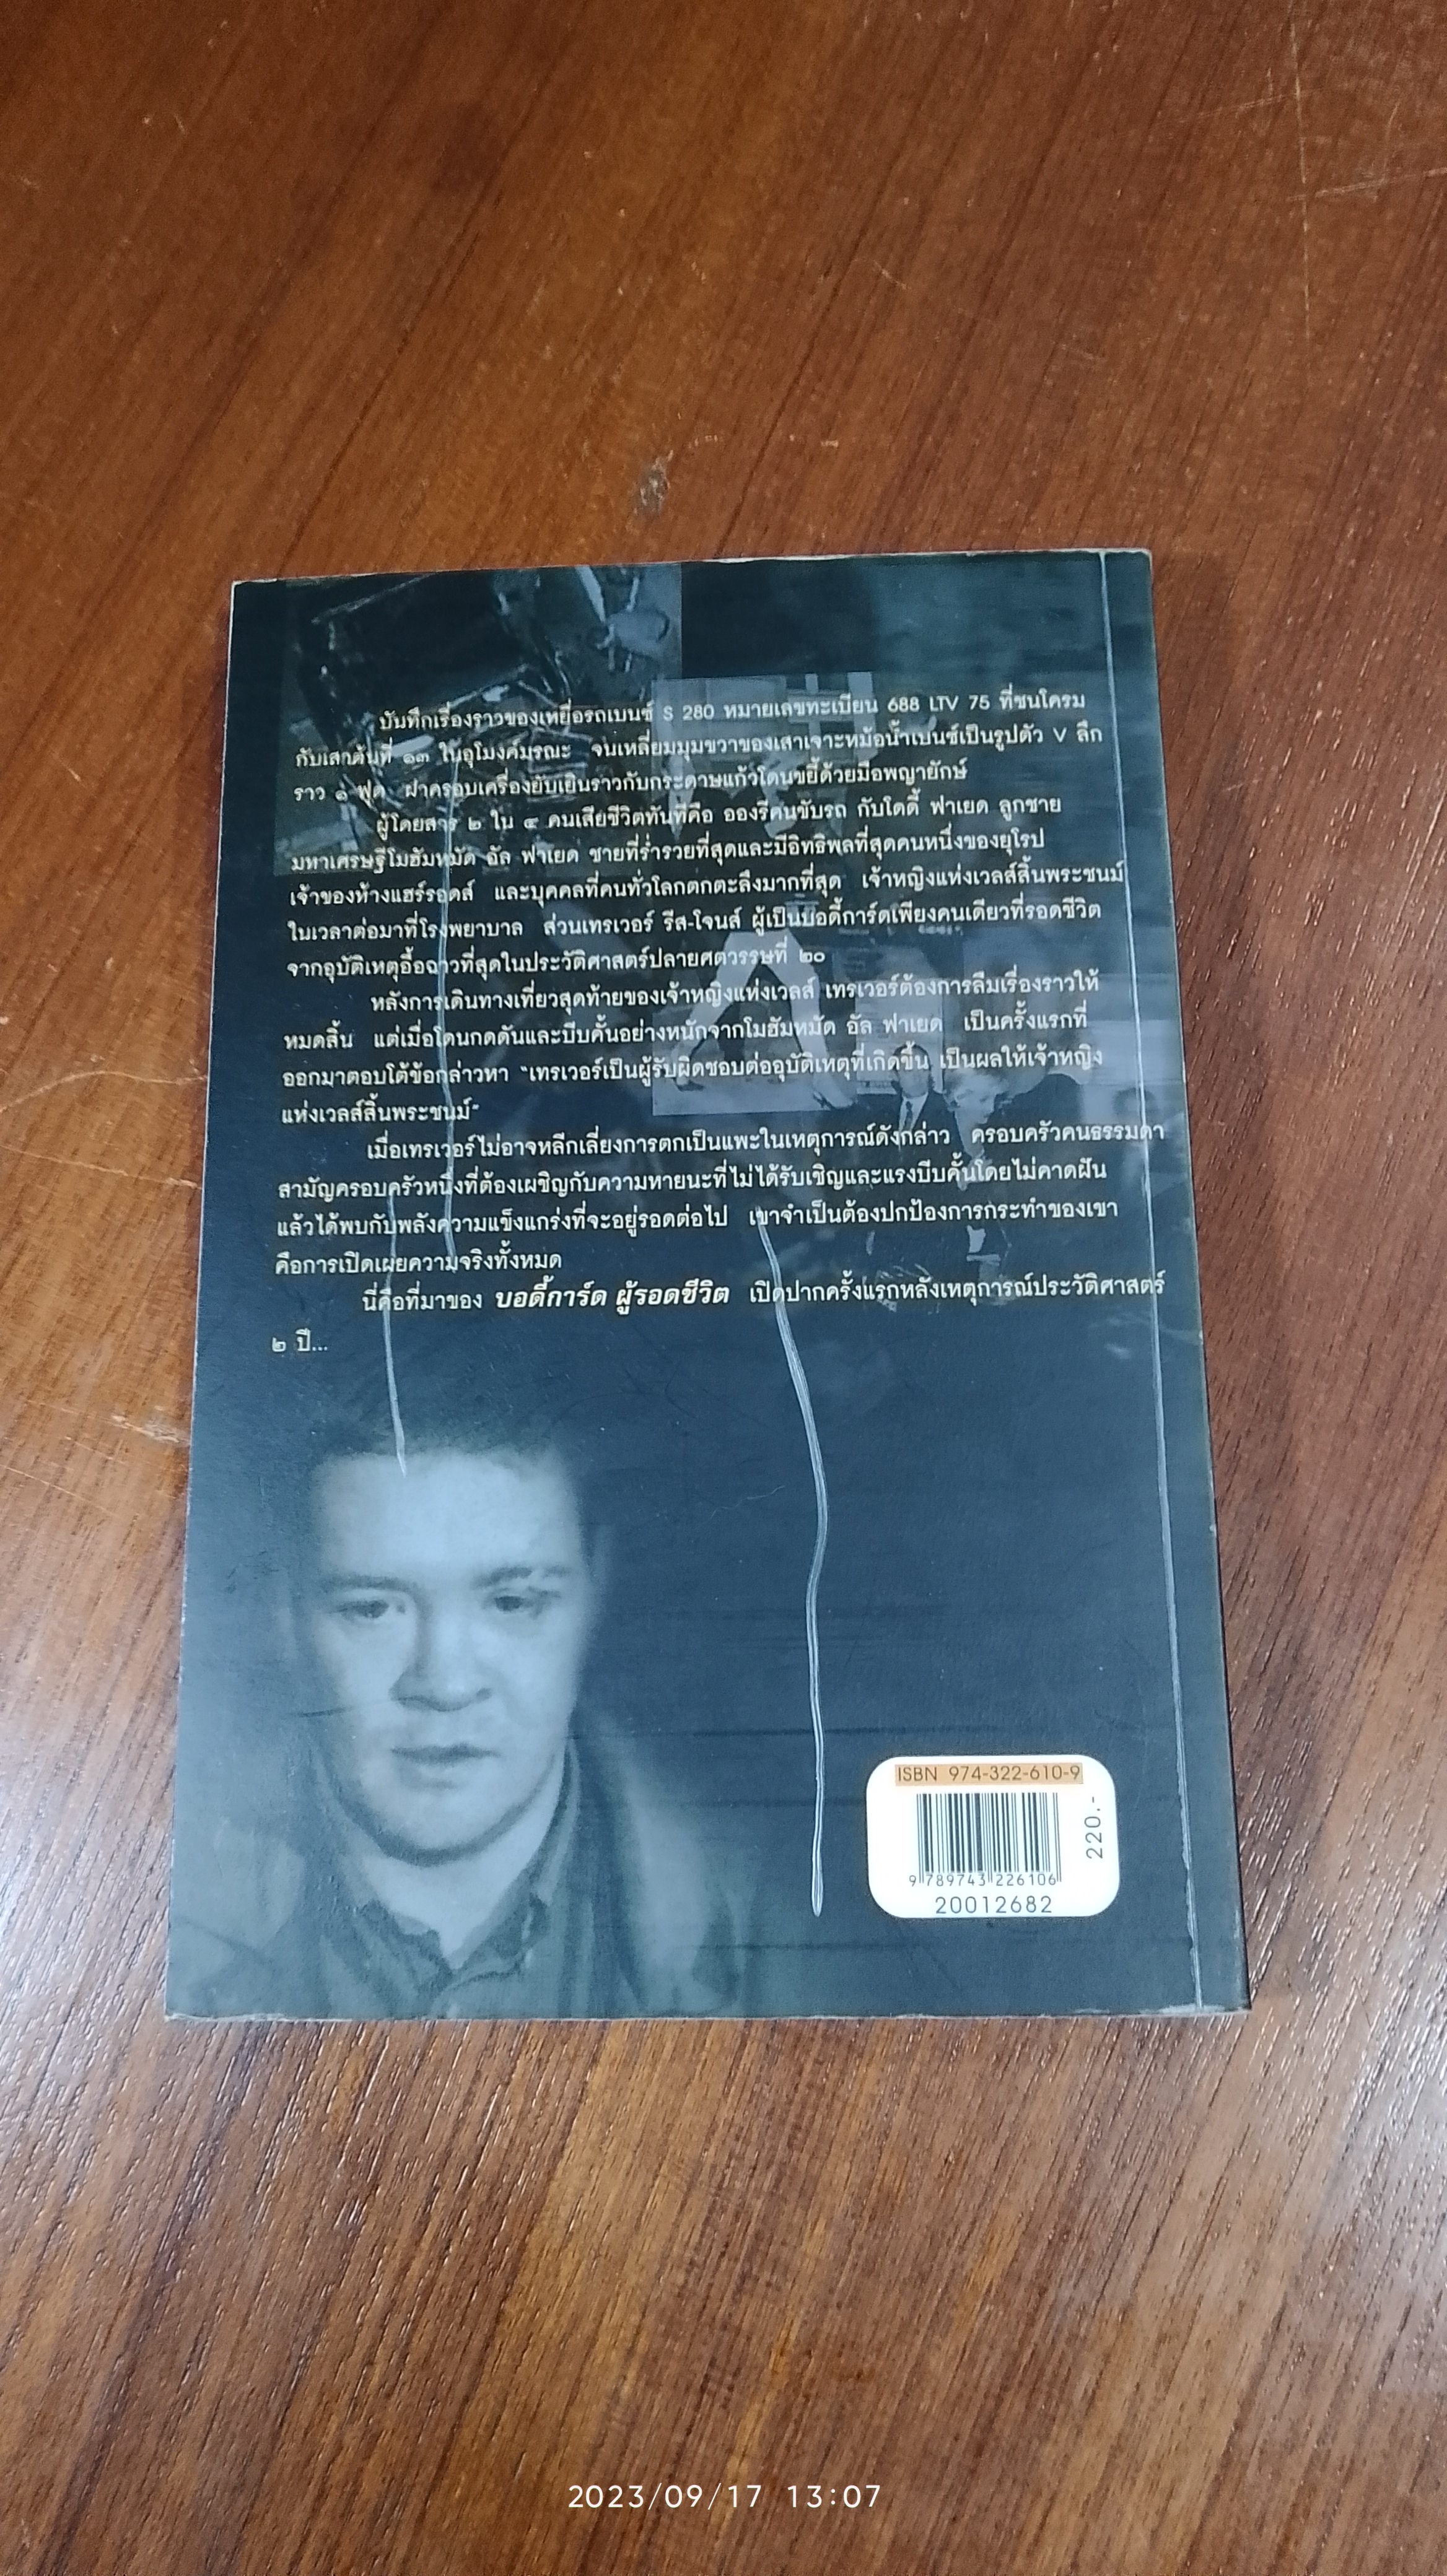 บันทึกเรื่องราวของเหยื่อรถเบนซ์ S 280 หมายเลขทะเบียน 688 LTV 75 ที่ชนโครม
กับเสาต้นที่ ๑๓ ในอุโมงค์มรณะ จนเหลี่ยมมุมขวาของเสาเจาะหม้อน้ำเบนซ์เป็นรูปตัว V ลึก
ราว ๑ ฟุต ฝาครอบเครื่องยับเยินราวกับกระดาษแก้วโดนขยี้ด้วยมือพญายักษ์
ผู้โดยสาร ๒ ใน ๔ คนเสียชีวิตทันทีคือ อองรีคนขับรถ กับโดดี้ ฟาเยด ลูกชาย
มหาเศรษฐีโมฮัมหมัด อัล ฟาเยด ชายที่ร่ำรวยที่สุดและมีอิทธิพลที่สุดคนหนึ่งของยุโรป
เจ้าของห้างแฮร์รอดส์ และบุคคลที่คนทั่วโลกตกตะลึงมากที่สุด เจ้าหญิงแห่งเวลส์สิ้นพระชนม์
ในเวลาต่อมาที่โรงพยาบาล ส่วนเทรเวอร์ รีส-โจนส์ ผู้เป็นบอดี้การ์ดเพียงคนเดียวที่รอดชีวิต
จากอุบัติเหตุอื้อฉาวที่สุดในประวัติศาสตร์ปลายศตวรรษที่ ๒๐
หลังการเดินทางเที่ยวสุดท้ายของเจ้าหญิงแห่งเวลส์ เทรเวอร์ต้องการลืมเรื่องราวให้
หมดสิ้น แต่เมื่อโดนกดดันและบีบคั้นอย่างหนักจากโมฮัมหมัด อัล ฟาเยด เป็นครั้งแรกที่
ออกมาตอบโต้ข้อกล่าวหา "เทรเวอร์เป็นผู้รับผิดชอบต่ออุบัติเหตุที่เกิดขึ้น เป็นผลให้เจ้าหญิง
แห่งเวลส์สิ้นพระชนม์"
เมื่อเทรเวอร์ไม่อาจหลีกเลี่ยงการตกเป็นแพะในเหตุการณ์ดังกล่าว ครอบครัวคนธรรมดา
สามัญครอบครัวหนึ่งที่ต้องเผชิญกับความหายนะที่ไม่ได้รับเชิญและแรงบีบคั้นโดยไม่คาดฝัน
แล้วได้พบกับพลังความแข็งแกร่งที่จะอยู่รอดต่อไป เขาจำเป็นต้องปกป้องการกระทำของเขา
คือการเปิดเผยความจริงทั้งหมด
นี่คือที่มาของ บอดี้การ์ด ผู้รอดชีวิต เปิดปากครั้งแรกหลังเหตุการณ์ประวัติศาสตร์
๒ ปี...
ISBN 974-322-610-9
220.-
9 789743 226106
20012682
2023/09/17 13:07